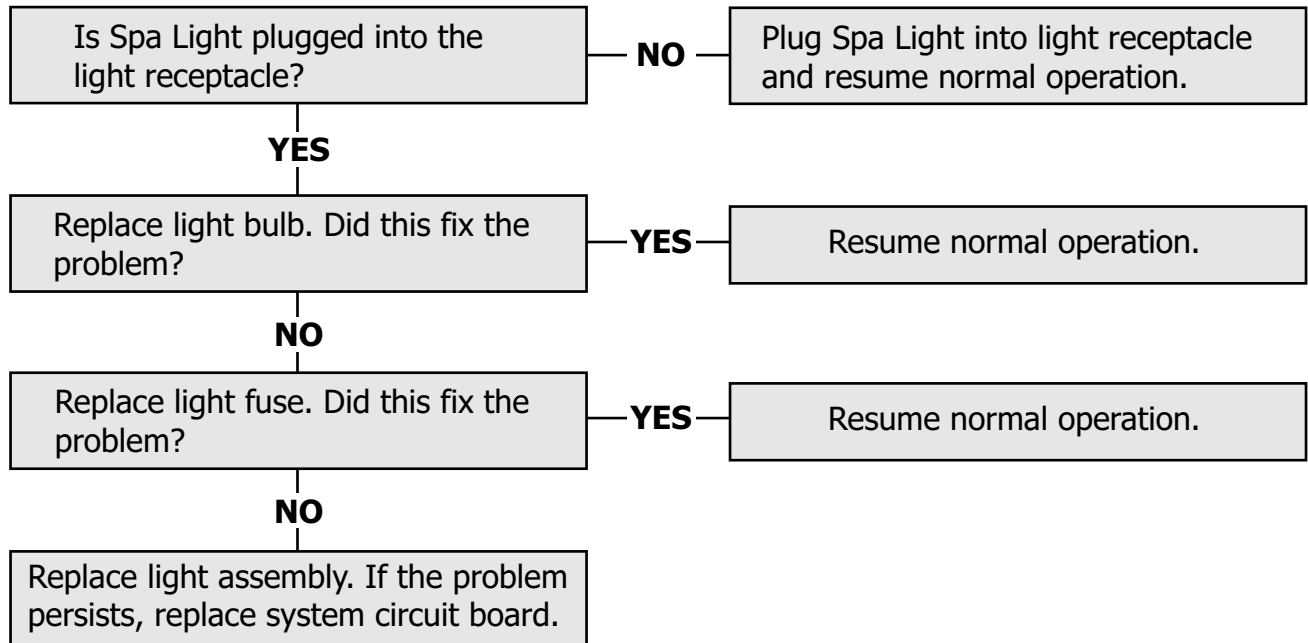 Is Spa Light plugged into the
light receptacle?
NO
Plug Spa Light into light receptacle
and resume normal operation.
YES
Replace light bulb. Did this fix the
problem?
YES
Resume normal operation.
NO
Replace light fuse. Did this fix the
problem?
YES
Resume normal operation.
NO
Replace light assembly. If the problem
persists, replace system circuit board.